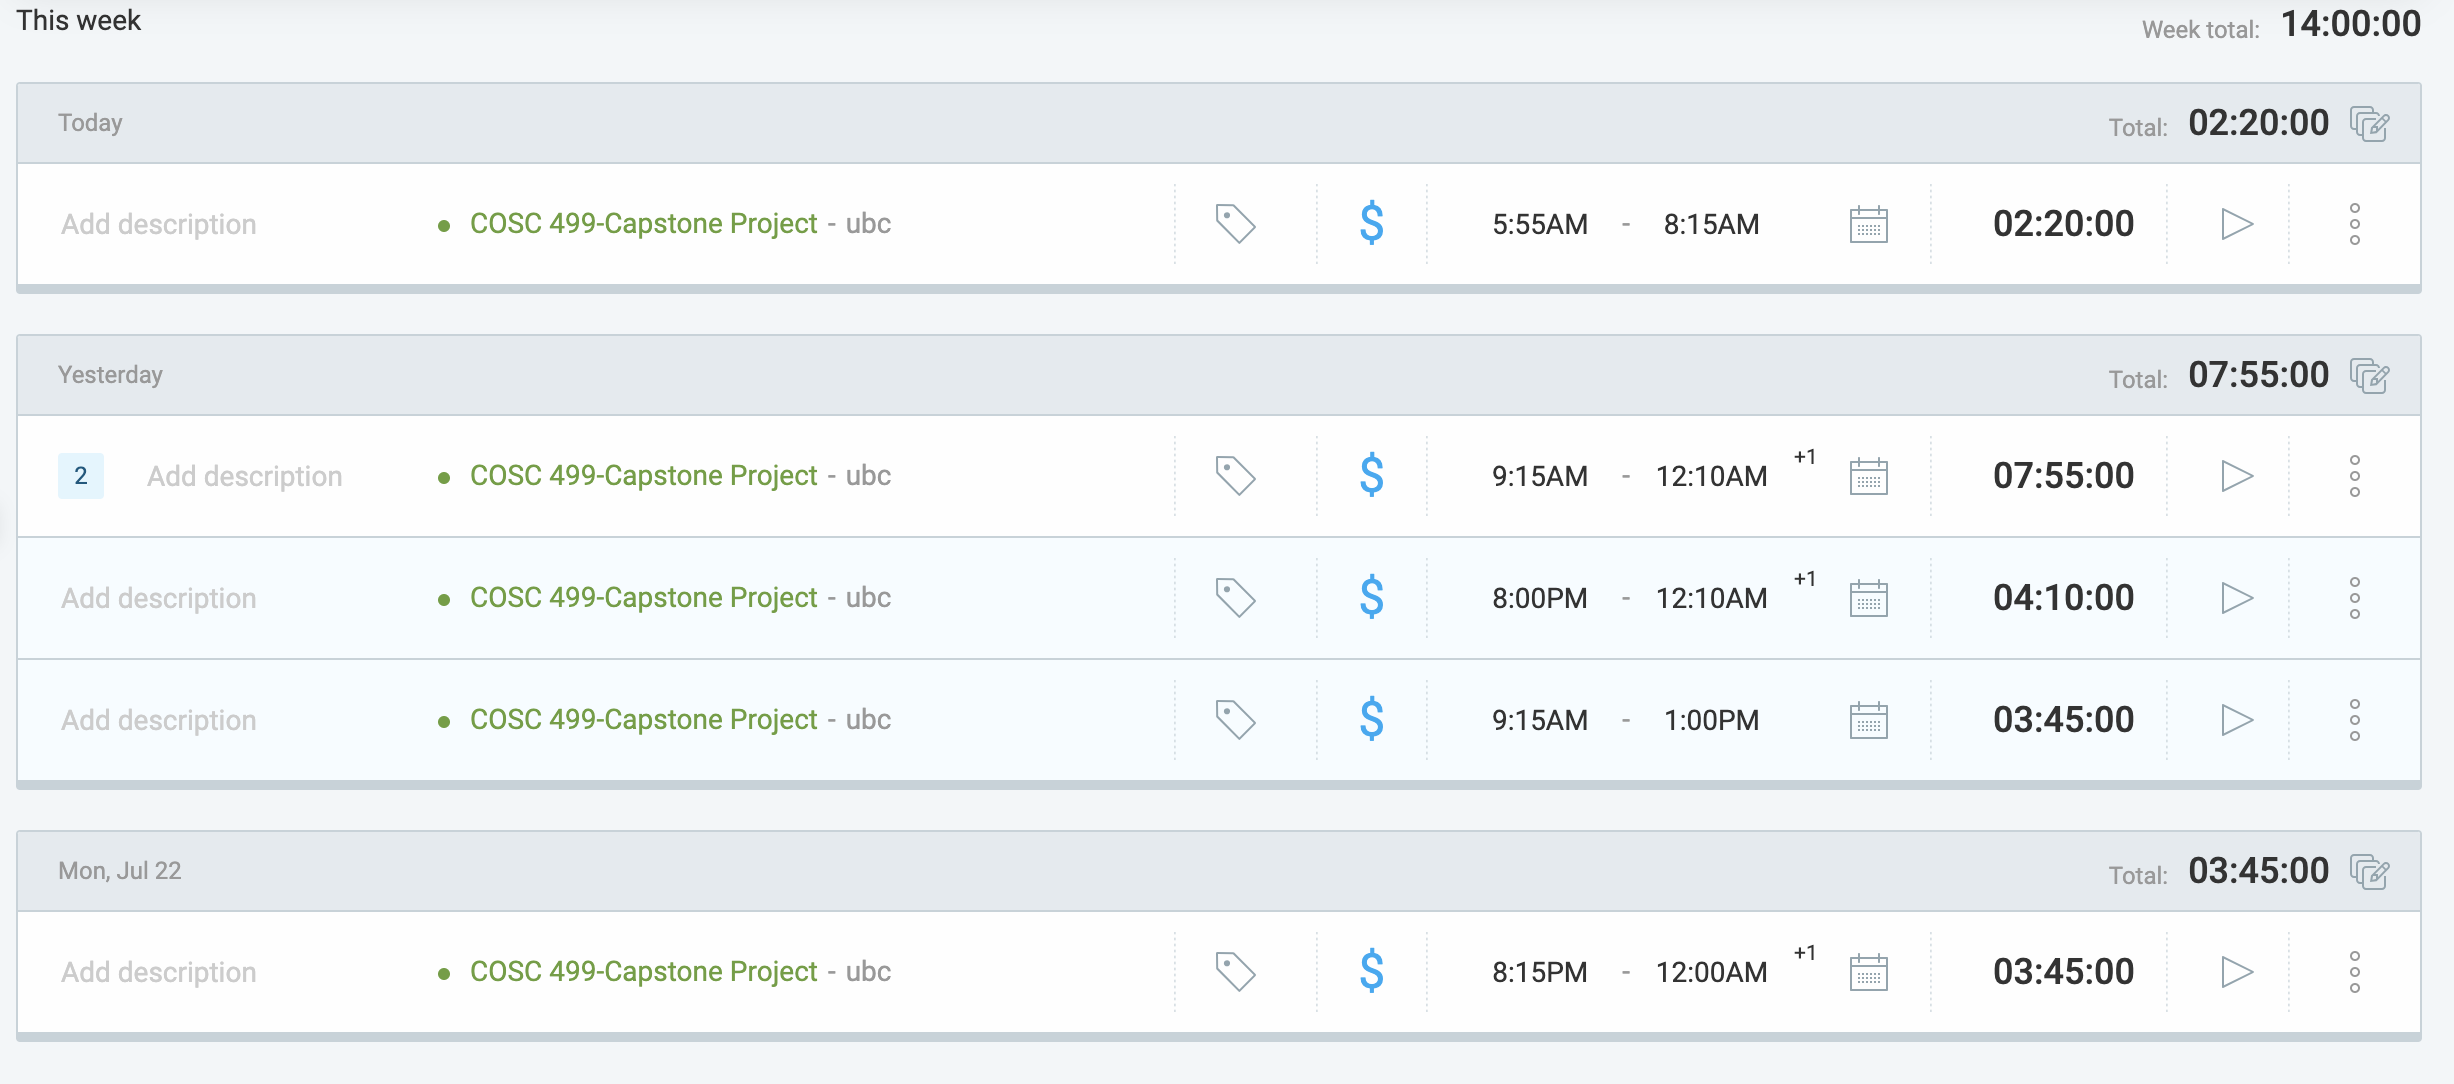 This week Week total: 14:00:00
Today Total: 02:20:00
Add description • COSC 499-Capstone Project - ubc $ 5:55AM - 8:15AM 02:20:00
Yesterday Total: 07:55:00
2 Add description • COSC 499-Capstone Project - ubc $ 9:15AM - 12:10AM +1 07:55:00
Add description • COSC 499-Capstone Project - ubc $ 8:00PM - 12:10AM +1 04:10:00
Add description • COSC 499-Capstone Project - ubc $ 9:15AM - 1:00PM 03:45:00
Mon, Jul 22 Total: 03:45:00
Add description • COSC 499-Capstone Project - ubc $ 8:15PM - 12:00AM +1 03:45:00